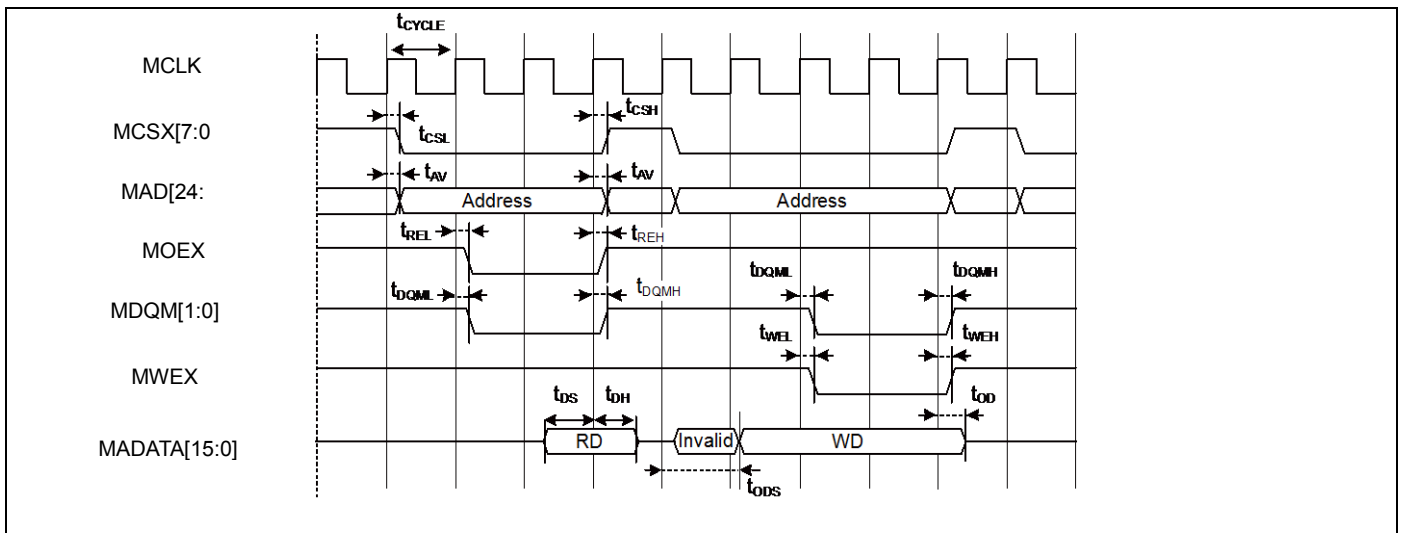 tCYCLE
MCLK
tCSH
MCSX[7:0
tCSL
tAV tAV
MAD[24:
Address Address
tREL tREH
MOEX
tDQML tDQMH tDQML tDQMH
MDQM[1:0]
tWEL tWEH
MWEX
tDS tDH tOD
MADATA[15:0] RD Invalid WD
tODS